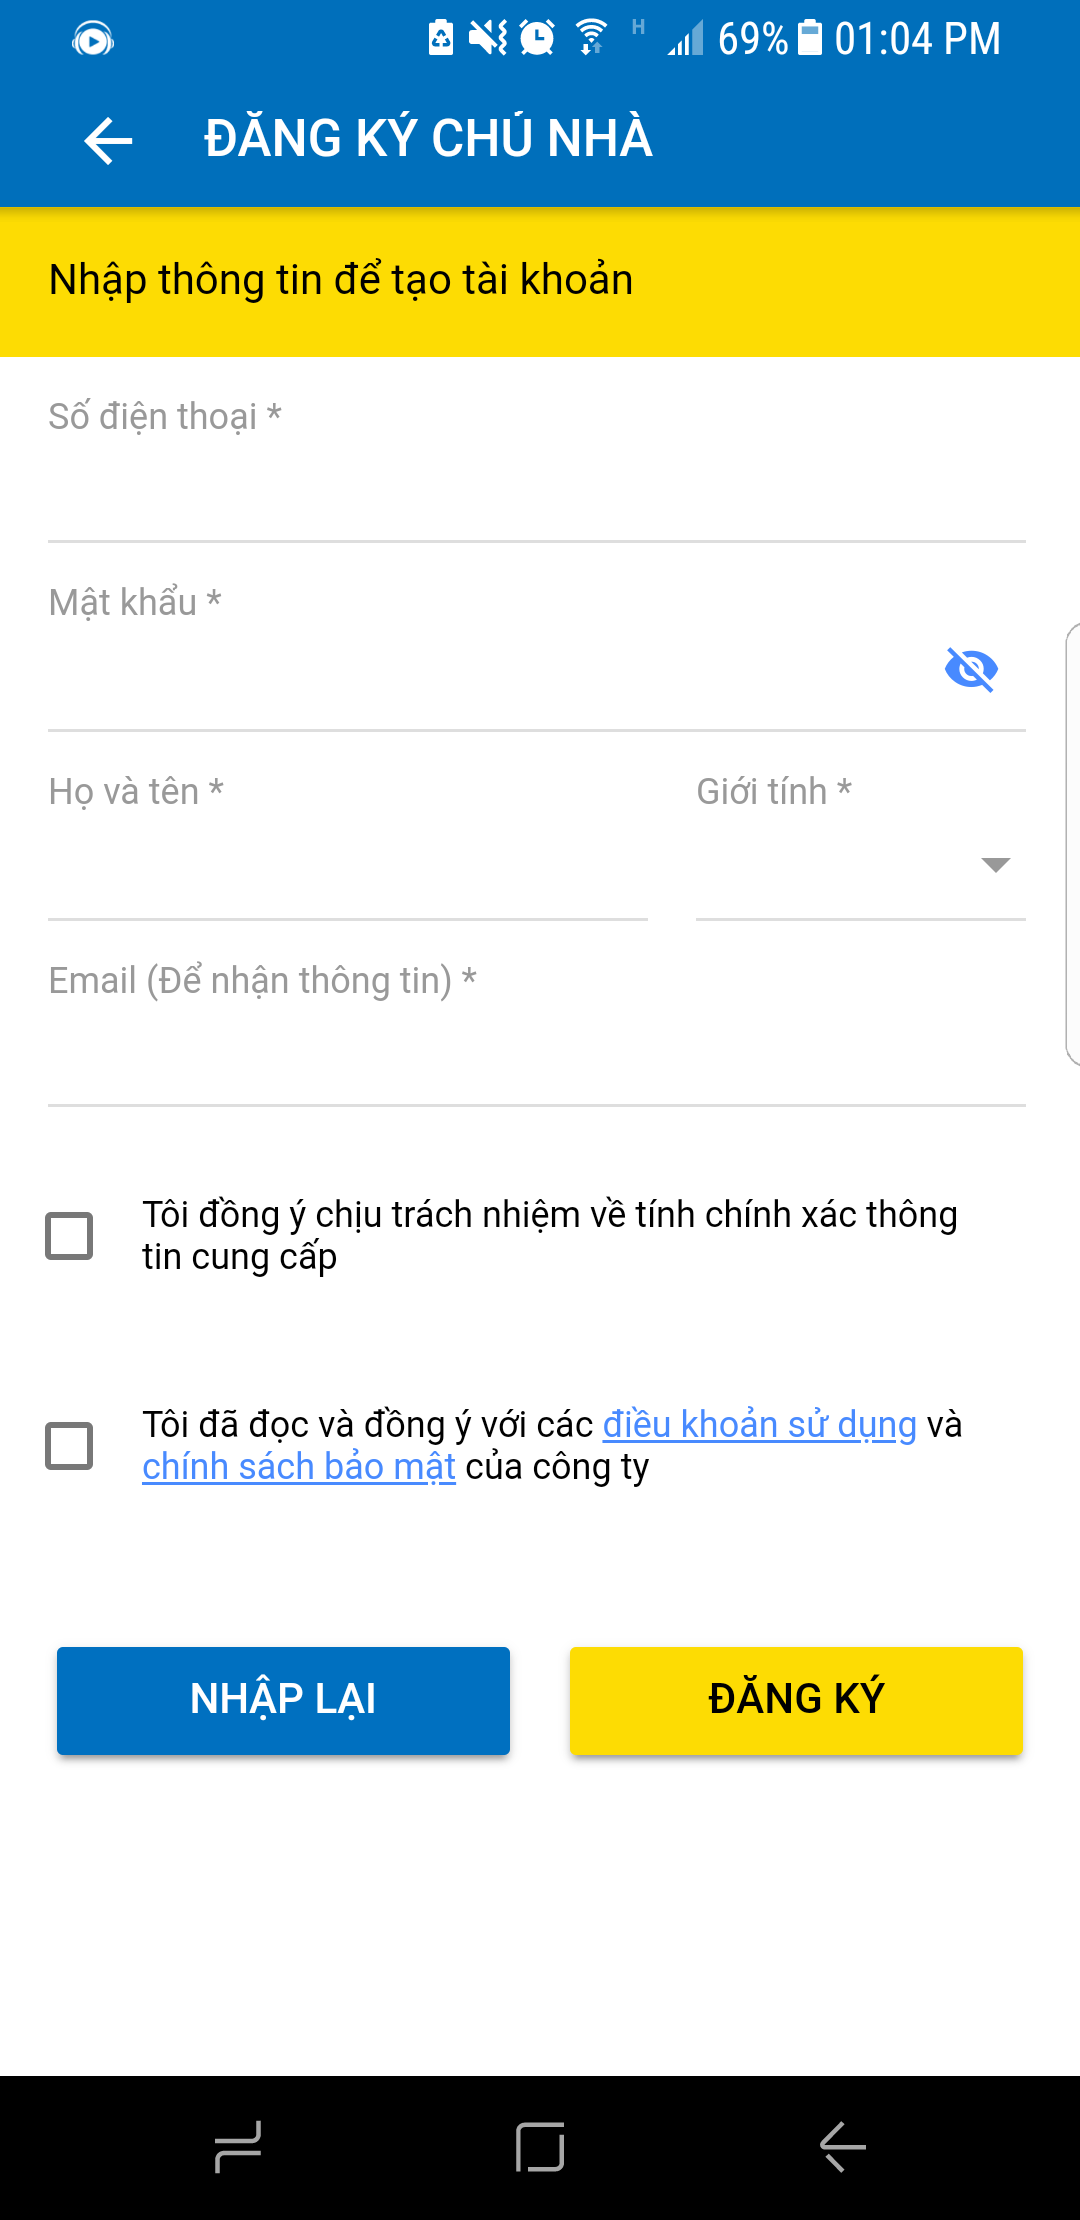 H 69% 01:04 PM
ĐĂNG KÝ CHỦ NHÀ
Nhập thông tin để tạo tài khoản
Số điện thoại *
Mật khẩu *
Họ và tên * Giới tính *
Email (Để nhận thông tin) *
Tôi đồng ý chịu trách nhiệm về tính chính xác thông
tin cung cấp
Tôi đã đọc và đồng ý với các điều khoản sử dụng và
chính sách bảo mật của công ty
NHẬP LẠI ĐĂNG KÝ